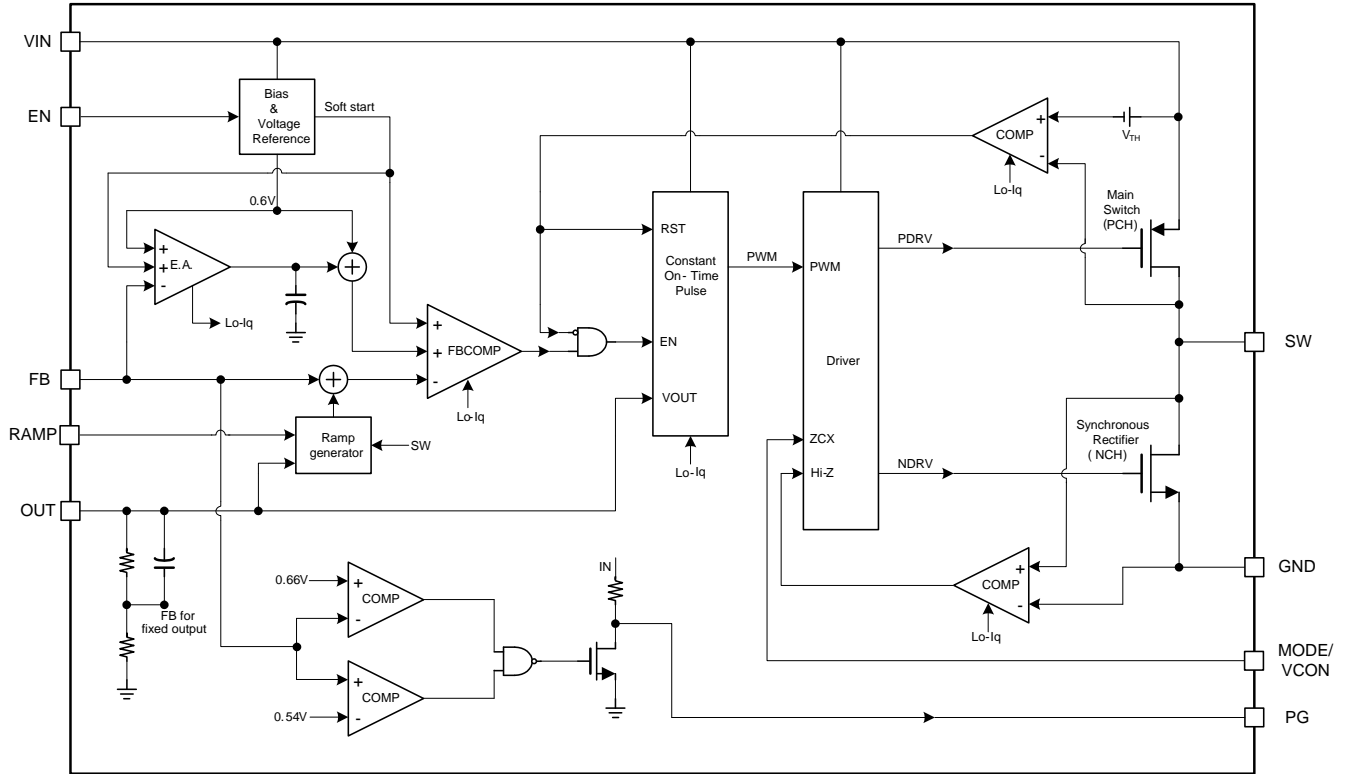 VIN
EN
Bias
&
Voltage
Reference
Soft start
0.6V
+
+
-
E.A.
Lo-Iq
+
FB
+
RAMP
Ramp
generator
SW
OUT
FB for
fixed output
+
+
-
FBCOMP
Lo-Iq
RST
Constant
On- Time
Pulse
EN
VOUT
Lo-Iq
PWM
PWM
Driver
ZCX
Hi-Z
PDRV
NDRV
COMP
+
-
Lo-Iq
VTH
Main
Switch
(PCH)
SW
Synchronous
Rectifier
( NCH)
COMP
+
-
Lo-Iq
GND
MODE/
VCON
PG
0.66V
+
-
COMP
0.54V
+
-
COMP
IN